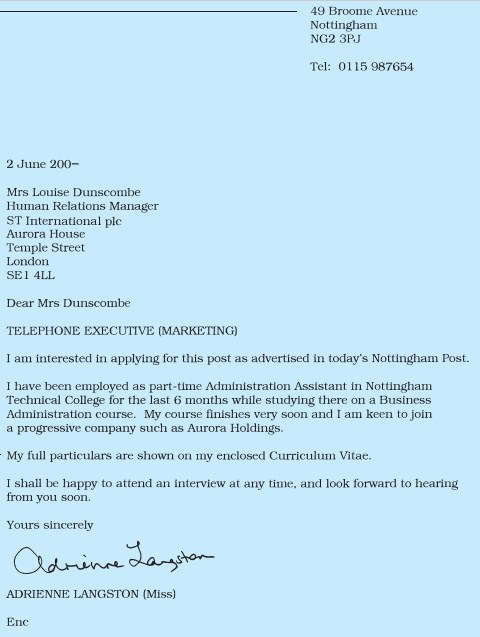 49 Broome Avenue
Nottingham
NG2 3PJ
Tel: 0115 987654
2 June 200–
Mrs Louise Dunscombe
Human Relations Manager
ST International plc
Aurora House
Temple Street
London
SE1 4LL
Dear Mrs Dunscombe
TELEPHONE EXECUTIVE (MARKETING)
I am interested in applying for this post as advertised in today's Nottingham Post.
I have been employed as part-time Administration Assistant in Nottingham
Technical College for the last 6 months while studying there on a Business
Administration course. My course finishes very soon and I am keen to join
a progressive company such as Aurora Holdings.
My full particulars are shown on my enclosed Curriculum Vitae.
I shall be happy to attend an interview at any time, and look forward to hearing
from you soon.
Yours sincerely
Adrienne Langston
ADRIENNE LANGSTON (Miss)
Enc